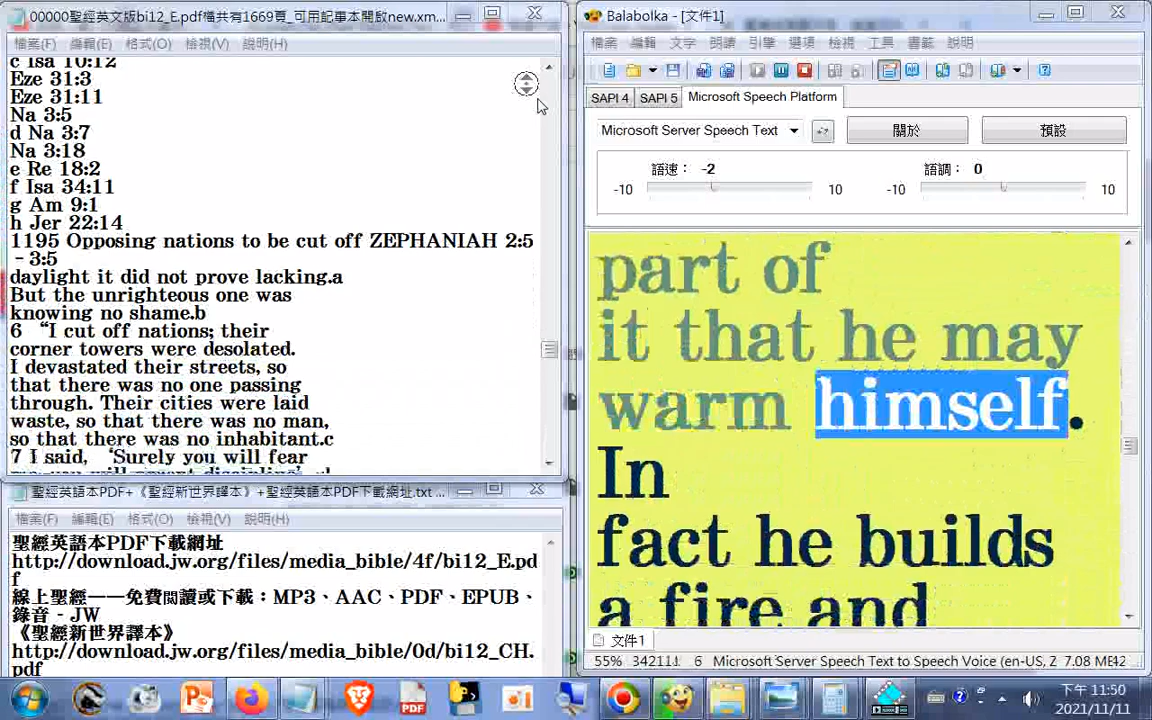 00000聖經英文版bi12_E.pdf檔共有1669頁_可用記事本開啟new.xm...
檔案(F) 編輯(E) 格式(O) 檢視(V) 說明(H)
c Isa 10:12
Eze 31:3
Eze 31:11
Na 3:5
d Na 3:7
Na 3:18
e Re 18:2
f Isa 34:11
g Am 9:1
h Jer 22:14
1195 Opposing nations to be cut off ZEPHANIAH 2:5
- 3:5
daylight it did not prove lacking.a
But the unrighteous one was
knowing no shame.b
6 “I cut off nations; their
corner towers were desolated.
I devastated their streets, so
that there was no one passing
through. Their cities were laid
waste, so that there was no man,
so that there was no inhabitant.c
7 I said, ‘Surely you will fear
聖經英語本PDF+《聖經新世界譯本》+聖經英語本PDF下載網址.txt ...
檔案(F) 編輯(E) 格式(O) 檢視(V) 說明(H)
聖經英語本PDF下載網址
http://download.jw.org/files/media_bible/4f/bi12_E.pd
f
線上聖經——免費閱讀或下載：MP3、AAC、PDF、EPUB、
錄音 - JW
《聖經新世界譯本》
http://download.jw.org/files/media_bible/0d/bi12_CH.
pdf
Balabolka - [文件1]
檔案 編輯 文字 朗讀 引擎 選項 檢視 工具 書籤 說明
SAPI 4 SAPI 5 Microsoft Speech Platform
Microsoft Server Speech Text 關於 預設
語速： -2 語調： 0
-10 10 -10 10
part of
it that he may
warm himself.
In
fact he builds
a fire and
文件1
55% 342111 6 Microsoft Server Speech Text to Speech Voice (en-US, Z 7.08 ME
下午 11:50
2021/11/11